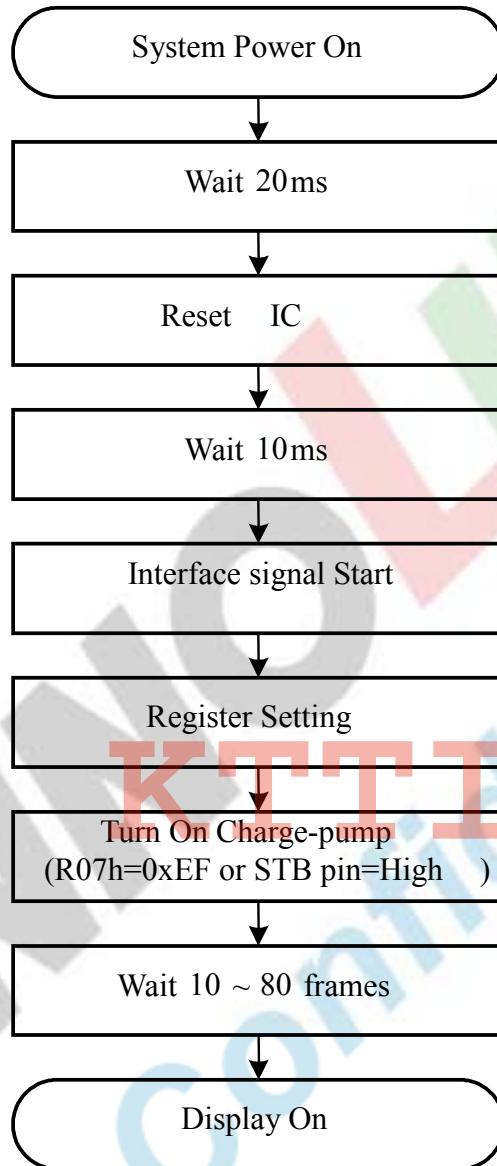 System Power On
Wait 20ms
Reset IC
Wait 10ms
Interface signal Start
Register Setting
KTTI
Turn On Charge-pump
(R07h=0xEF or STB pin=High )
Wait 10 ~ 80 frames
Display On